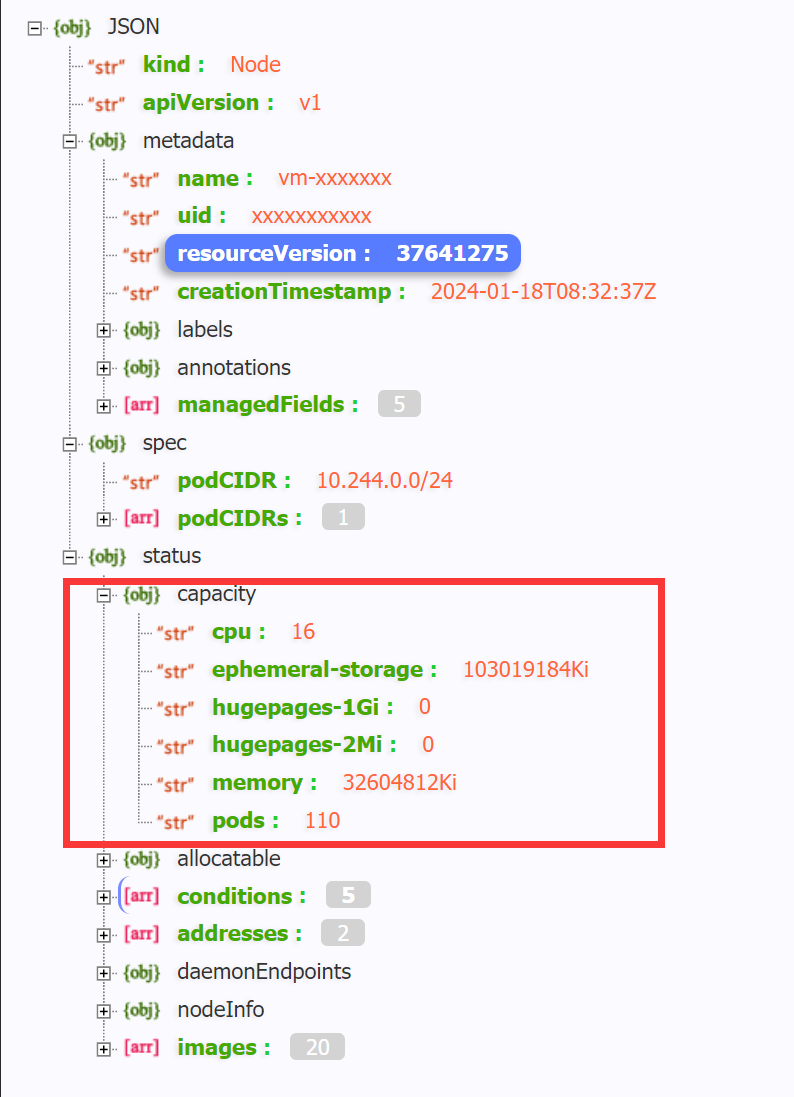 {obj} JSON
"str" kind : Node
"str" apiVersion : v1
{obj} metadata
"str" name : vm-xxxxxxx
"str" uid : xxxxxxxxxxx
"str" resourceVersion : 37641275
"str" creationTimestamp : 2024-01-18T08:32:37Z
{obj} labels
{obj} annotations
[arr] managedFields : 5
{obj} spec
"str" podCIDR : 10.244.0.0/24
[arr] podCIDRs : 1
{obj} status
{obj} capacity
"str" cpu : 16
"str" ephemeral-storage : 103019184Ki
"str" hugepages-1Gi : 0
"str" hugepages-2Mi : 0
"str" memory : 32604812Ki
"str" pods : 110
{obj} allocatable
[arr] conditions : 5
[arr] addresses : 2
{obj} daemonEndpoints
{obj} nodeInfo
[arr] images : 20